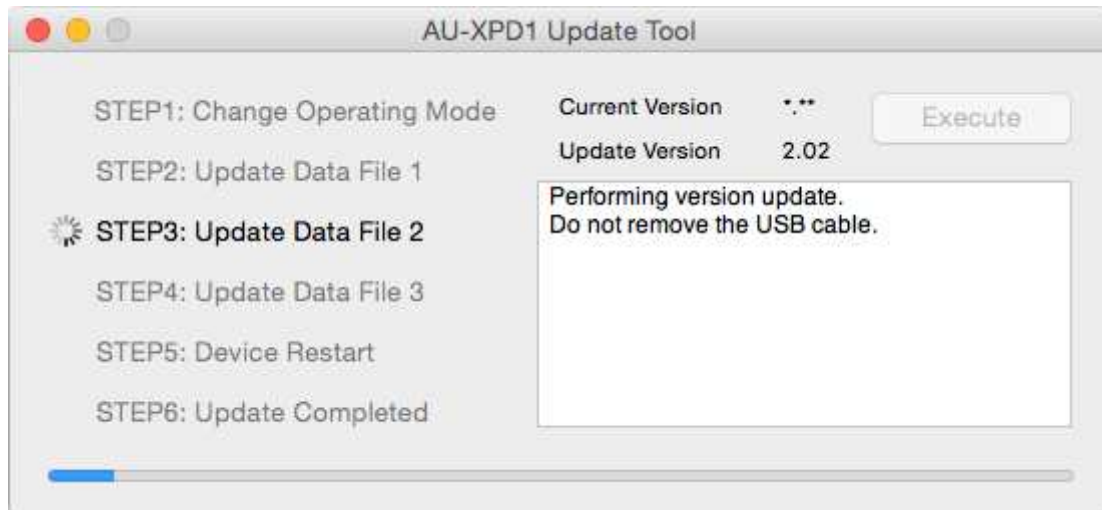 AU-XPD1 Update Tool
STEP1: Change Operating Mode
STEP2: Update Data File 1
STEP3: Update Data File 2
STEP4: Update Data File 3
STEP5: Device Restart
STEP6: Update Completed
Current Version *.**
Update Version 2.02
Execute
Performing version update.
Do not remove the USB cable.